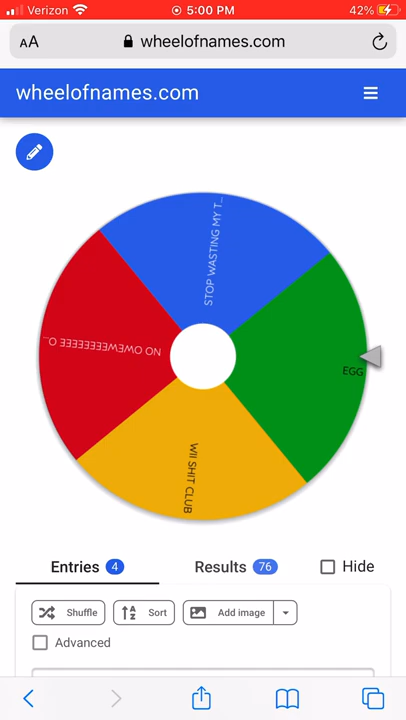 Verizon 5:00 PM 42%
AA wheelofnames.com
wheelofnames.com
STOP WASTING MY T...
EGG
NO OWEWEEEEEEEE O...
WII SHIT CLUB
Entries 4 Results 76 Hide
Shuffle Sort Add image
Advanced